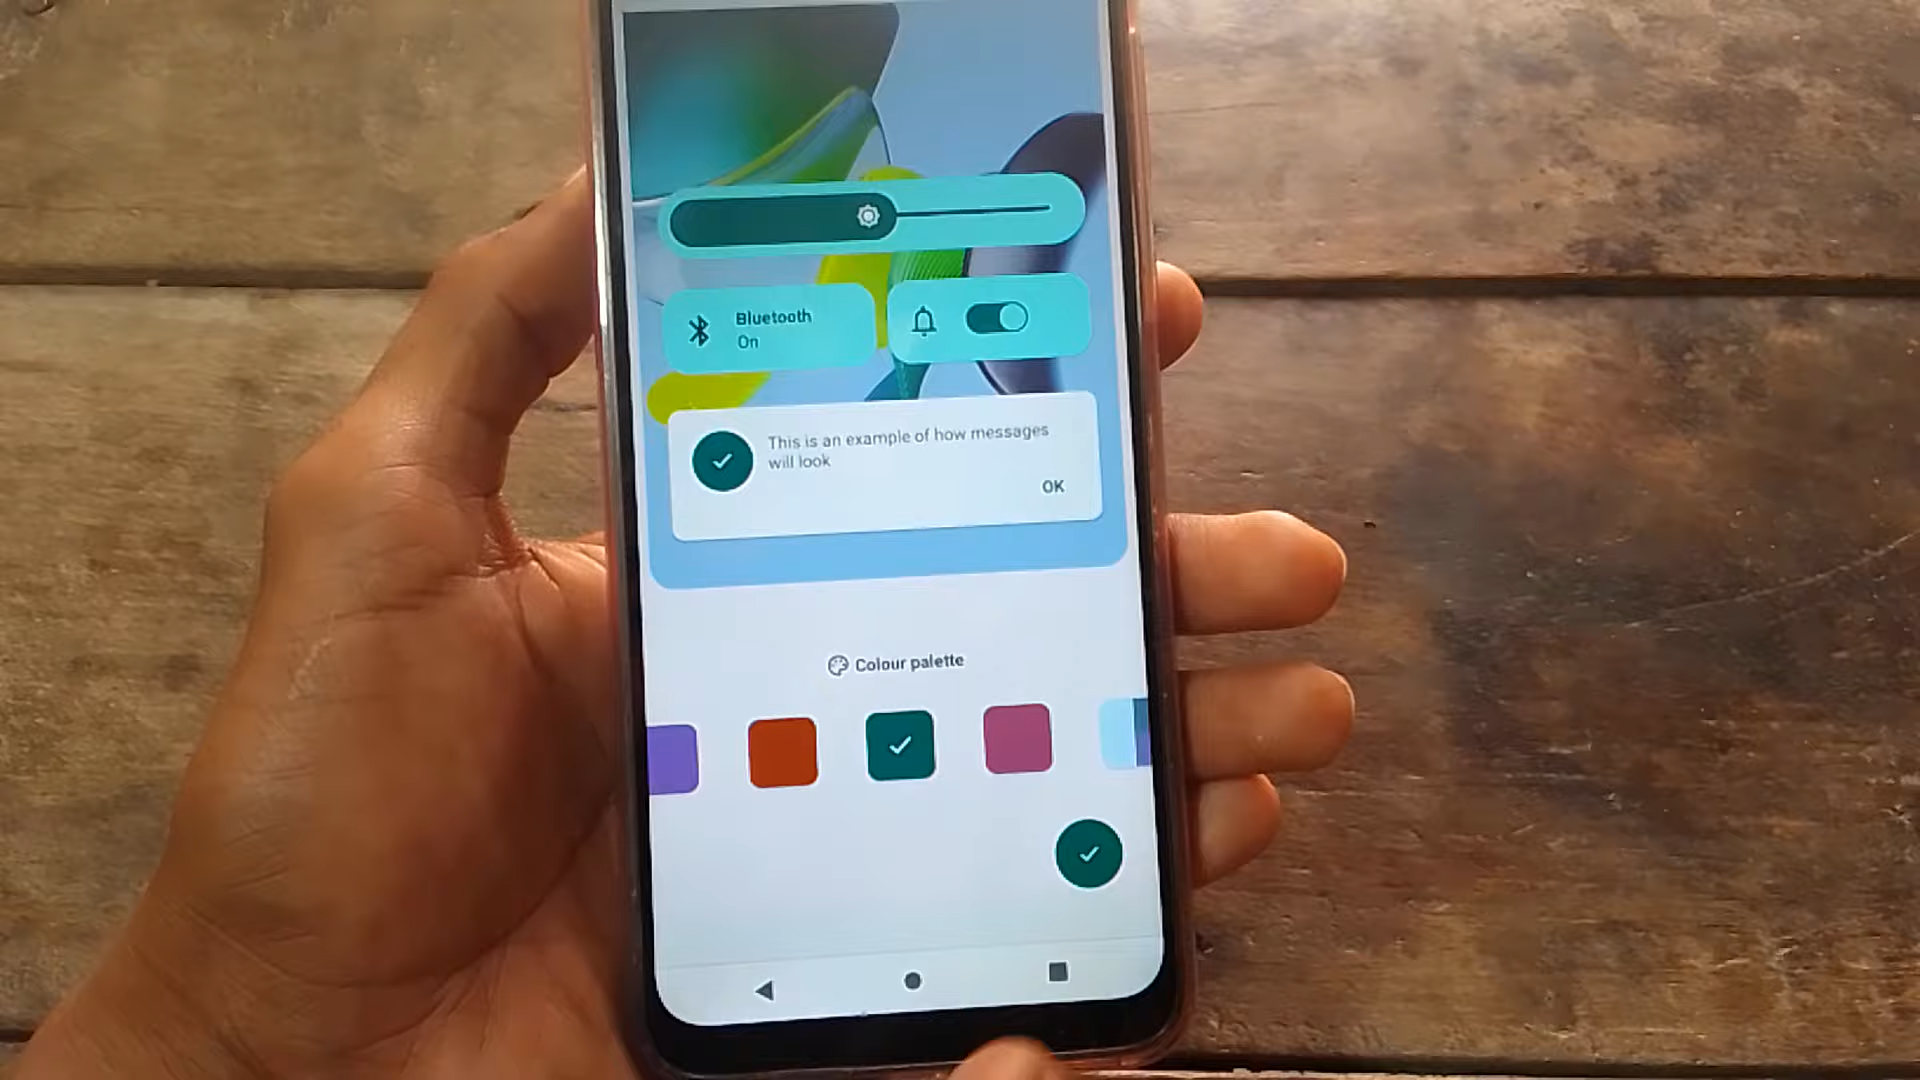 Bluetooth
On
This is an example of how messages
will look
OK
Colour palette